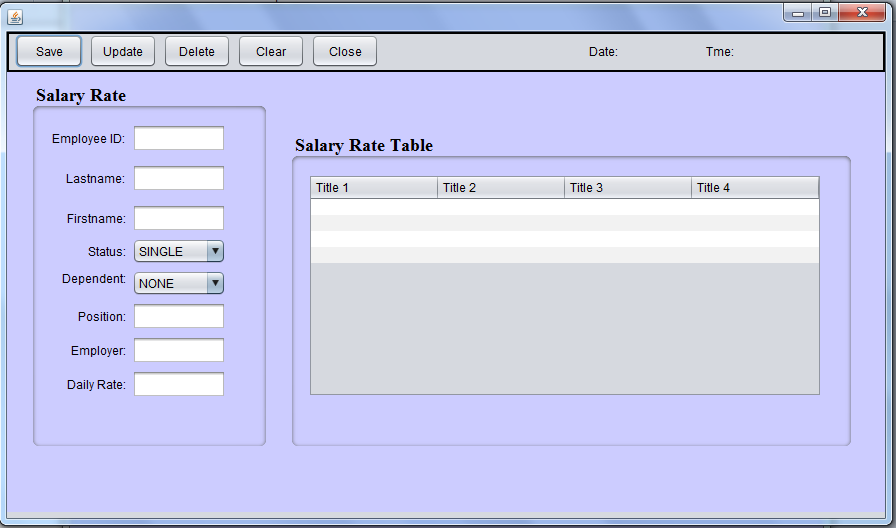 Save Update Delete Clear Close Date: Tme:
Salary Rate
Employee ID:
Lastname:
Firstname:
Status: SINGLE
Dependent: NONE
Position:
Employer:
Daily Rate:
Salary Rate Table
Title 1 Title 2 Title 3 Title 4